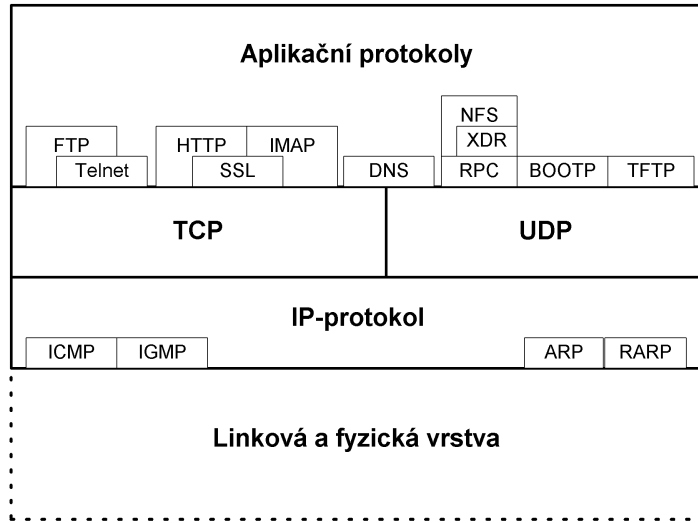 Aplikační protokoly
NFS
FTP
HTTP
IMAP
XDR
Telnet
SSL
DNS
RPC
BOOTP
TFTP
TCP
UDP
IP-protokol
ICMP
IGMP
ARP
RARP
Linková a fyzická vrstva